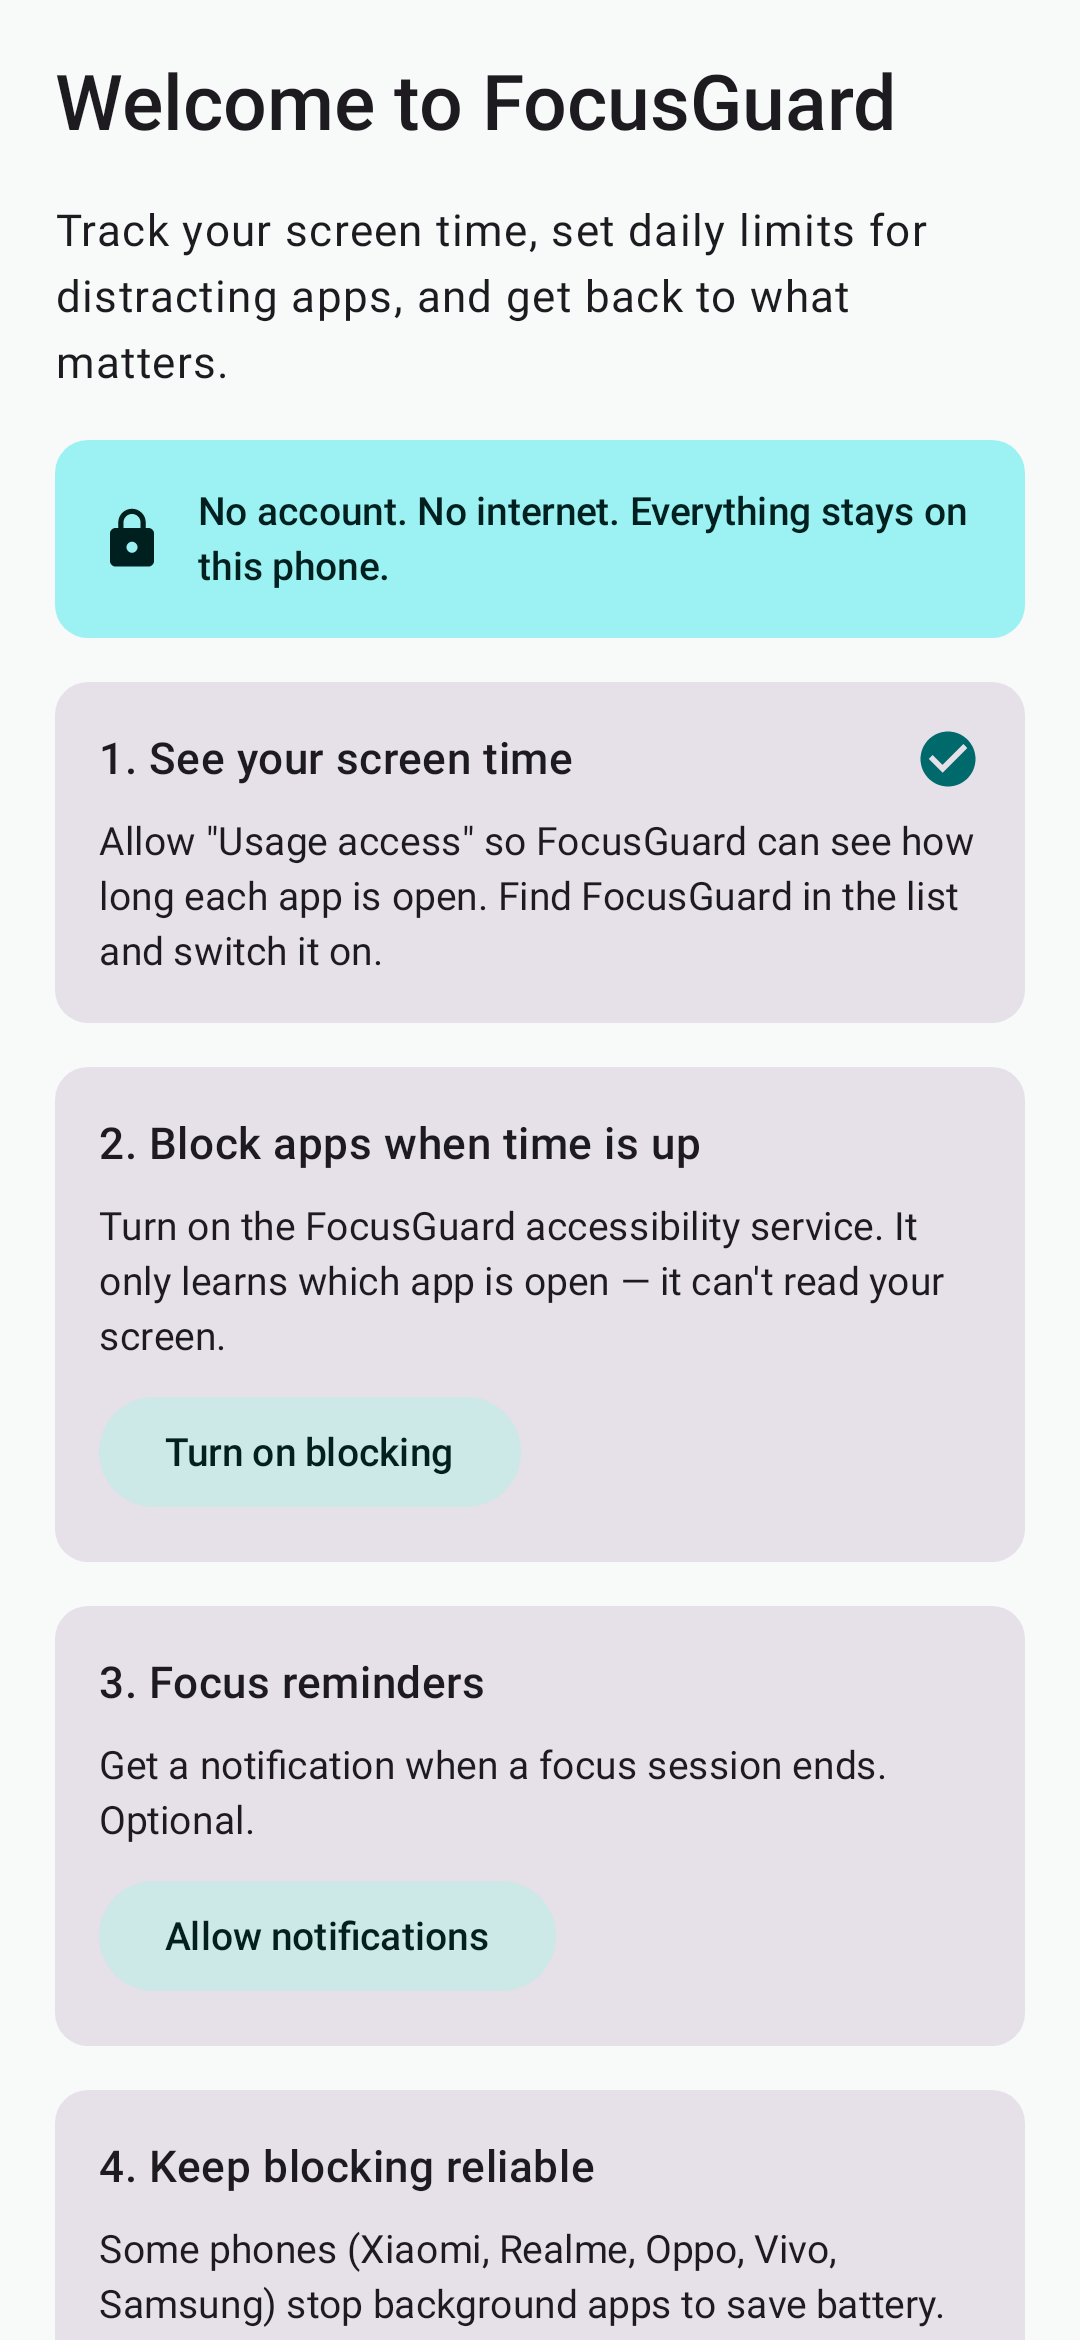 Welcome to FocusGuard
Track your screen time, set daily limits for
distracting apps, and get back to what
matters.
No account. No internet. Everything stays on
this phone.
1. See your screen time
Allow "Usage access" so FocusGuard can see how
long each app is open. Find FocusGuard in the list
and switch it on.
2. Block apps when time is up
Turn on the FocusGuard accessibility service. It
only learns which app is open — it can't read your
screen.
Turn on blocking
3. Focus reminders
Get a notification when a focus session ends.
Optional.
Allow notifications
4. Keep blocking reliable
Some phones (Xiaomi, Realme, Oppo, Vivo,
Samsung) stop background apps to save battery.